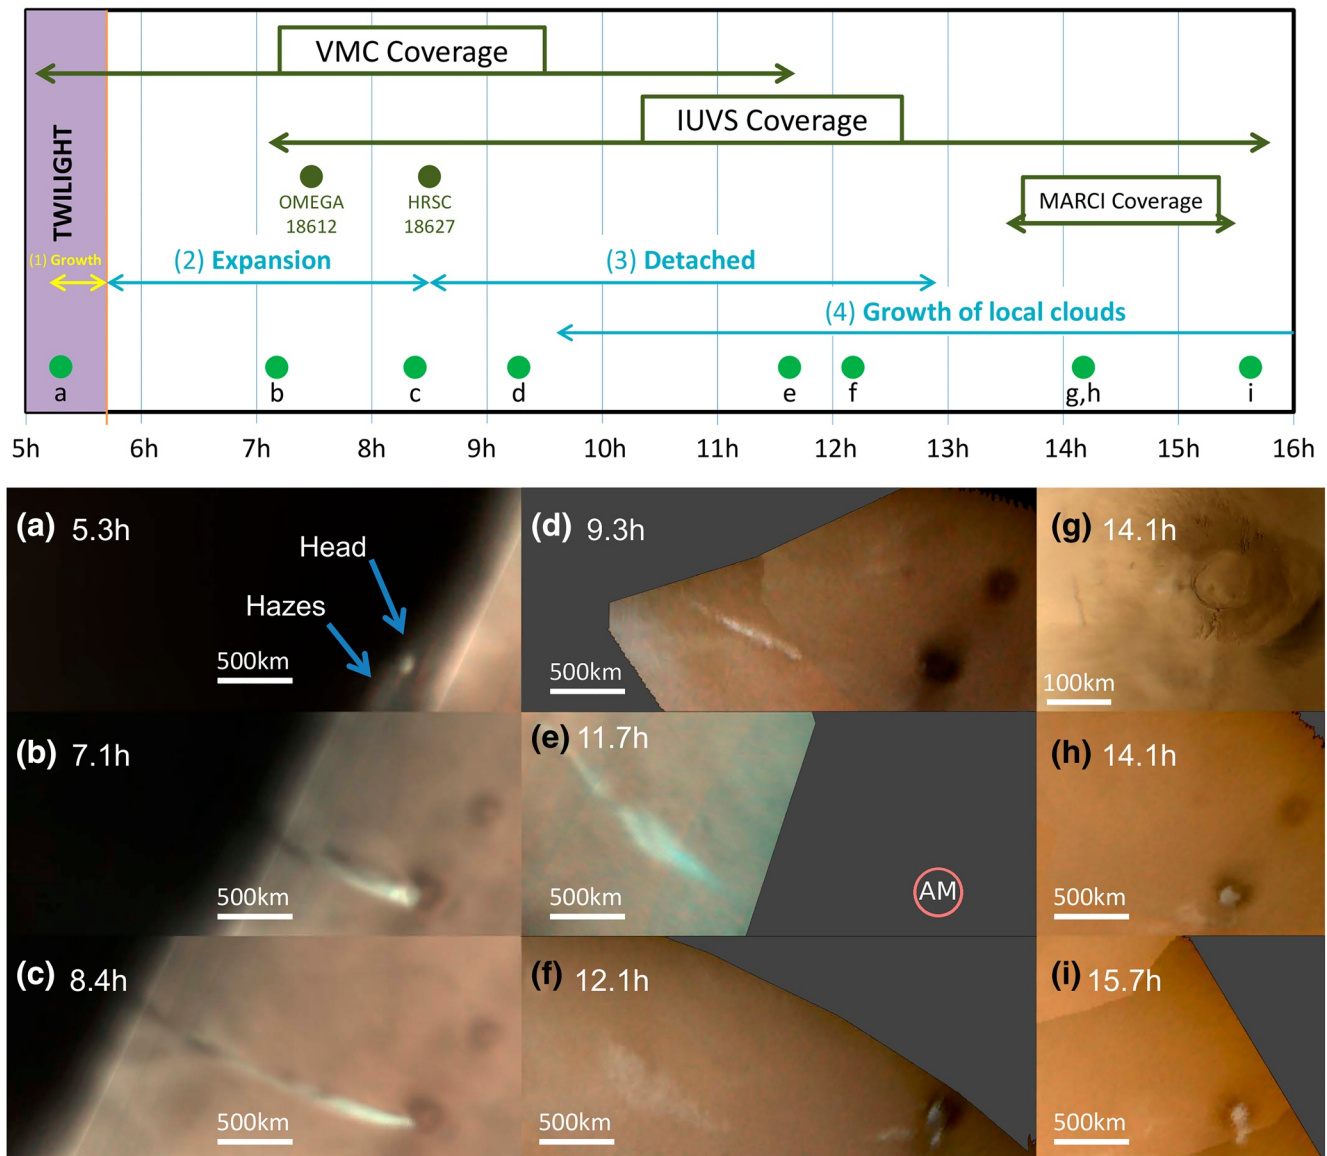 VMC Coverage
IUVS Coverage
TWILIGHT
OMEGA
18612
HRSC
18627
MARCI Coverage
(1) Growth
(2) Expansion
(3) Detached
(4) Growth of local clouds
a
b
c
d
e
f
g,h
i
5h
6h
7h
8h
9h
10h
11h
12h
13h
14h
15h
16h
(a) 5.3h
Head
Hazes
500km
(b) 7.1h
500km
(c) 8.4h
500km
(d) 9.3h
500km
(e) 11.7h
500km
AM
(f) 12.1h
500km
(g) 14.1h
100km
(h) 14.1h
500km
(i) 15.7h
500km